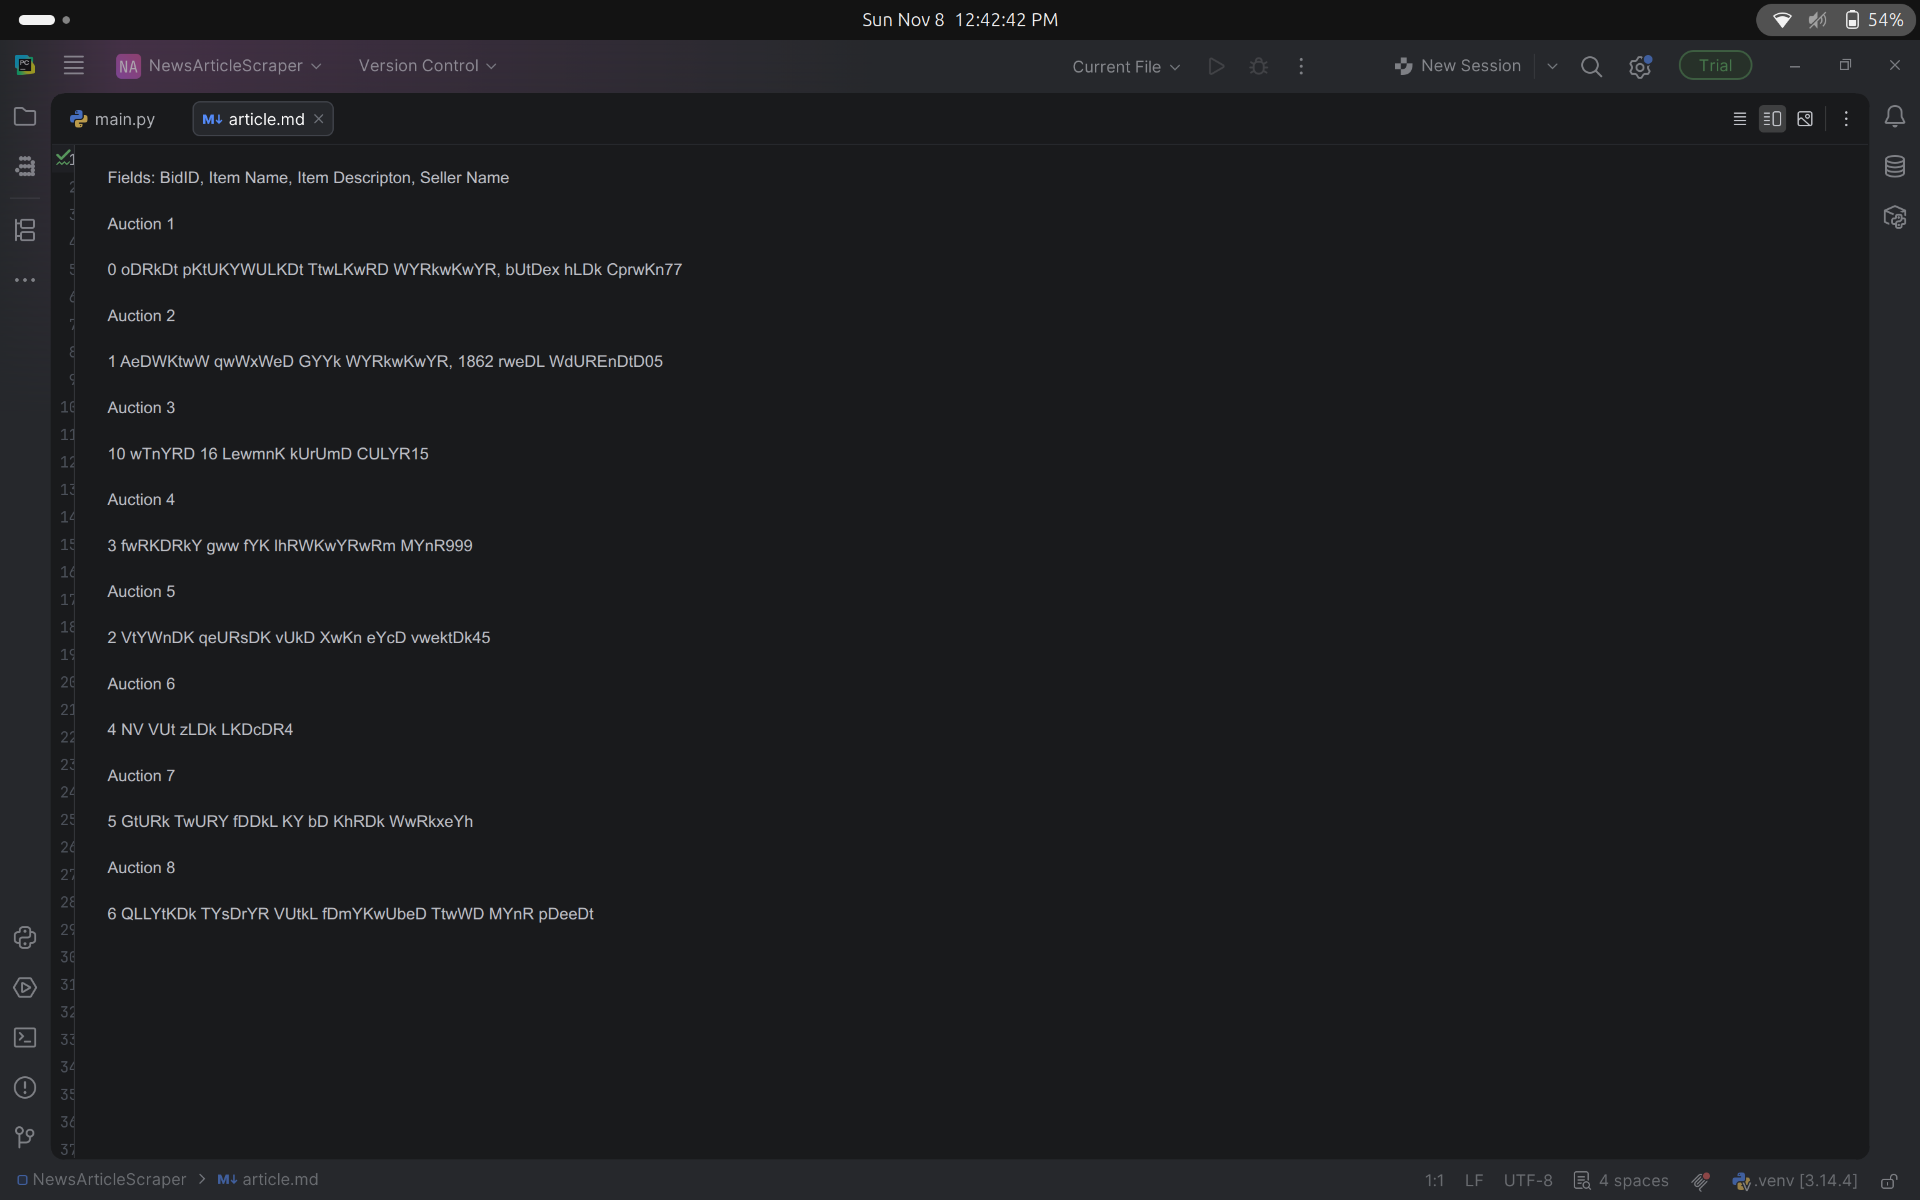 Sun Nov 8 12:42:42 PM
54%
NA NewsArticleScraper
Version Control
Current File
New Session
Trial
main.py
M↓ article.md
Fields: BidID, Item Name, Item Descripton, Seller Name
Auction 1
0 oDRkDt pKtUKYWULKDt TtwLKwRD WYRkwKwYR, bUtDex hLDk CprwKn77
Auction 2
1 AeDWKtwW qwWxWeD GYYk WYRkwKwYR, 1862 rweDL WdUREnDtD05
Auction 3
10 wTnYRD 16 LewmnK kUrUmD CULYR15
Auction 4
3 fwRKDRkY gww fYK lhRWKwYRwRm MYnR999
Auction 5
2 VtYWnDK qeURsDK vUkD XwKn eYcD vwektDk45
Auction 6
4 NV VUt zLDk LKDcDR4
Auction 7
5 GtURk TwURY fDDkL KY bD KhRDk WwRkxeYh
Auction 8
6 QLLYtKDk TYsDrYR VUtkL fDmYKwUbeD TtwWD MYnR pDeeDt
NewsArticleScraper > M↓ article.md
1:1 LF UTF-8 4 spaces .venv [3.14.4]